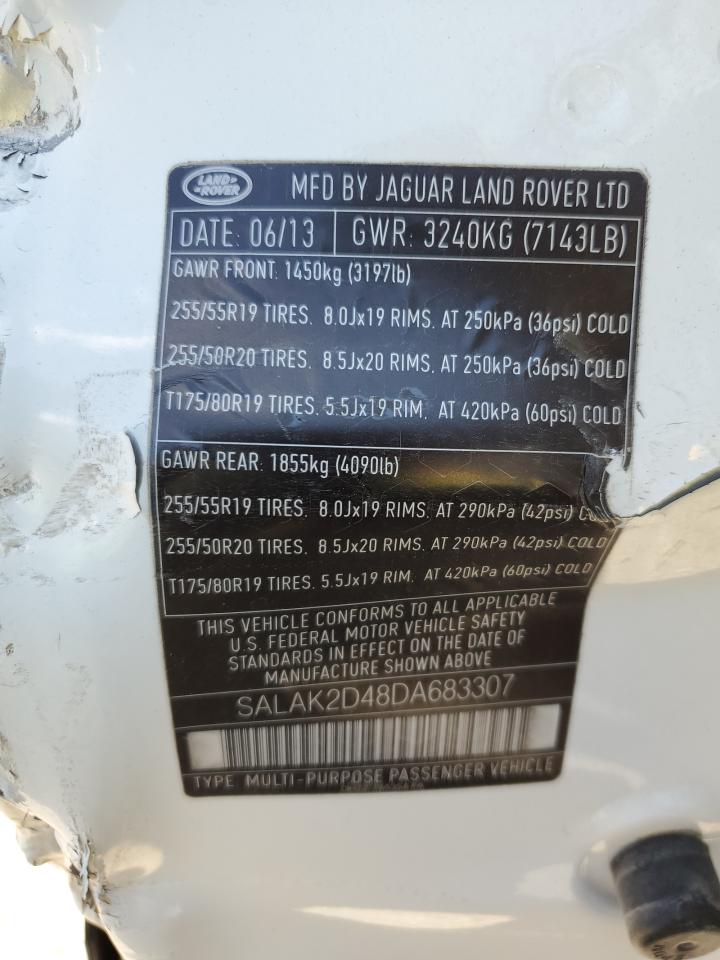 LAND ROVER
MFD BY JAGUAR LAND ROVER LTD
DATE: 06/13 GWR: 3240KG (7143LB)
GAWR FRONT: 1450kg (3197lb)
255/55R19 TIRES. 8.0Jx19 RIMS. AT 250kPa (36psi) COLD
255/50R20 TIRES. 8.5Jx20 RIMS. AT 250kPa (36psi) COLD
T175/80R19 TIRES. 5.5Jx19 RIM. AT 420kPa (60psi) COLD
GAWR REAR: 1855kg (4090lb)
255/55R19 TIRES. 8.0Jx19 RIMS. AT 290kPa (42psi)
255/50R20 TIRES. 8.5Jx20 RIMS. AT 290kPa (42psi) COLD
T175/80R19 TIRES. 5.5Jx19 RIM. AT 420kPa (60psi) COLD
THIS VEHICLE CONFORMS TO ALL APPLICABLE
U.S. FEDERAL MOTOR VEHICLE SAFETY
STANDARDS IN EFFECT ON THE DATE OF
MANUFACTURE SHOWN ABOVE
SALAK2D48DA683307
TYPE: MULTI-PURPOSE PASSENGER VEHICLE